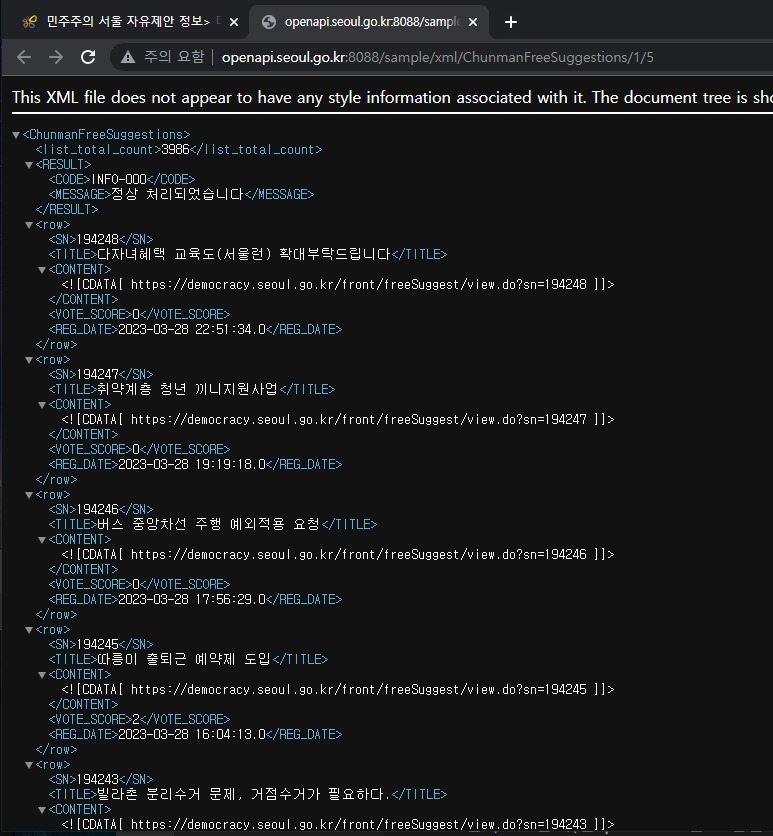 민주주의 서울 자유제안 정보>
openapi.seoul.go.kr:8088/sample
주의 요함 | openapi.seoul.go.kr:8088/sample/xml/ChunmanFreeSuggestions/1/5
This XML file does not appear to have any style information associated with it. The document tree is sho
<ChunmanFreeSuggestions>
<list_total_count>3986</list_total_count>
<RESULT>
<CODE>INFO-000</CODE>
<MESSAGE>정상 처리되었습니다</MESSAGE>
</RESULT>
<row>
<SN>194248</SN>
<TITLE>다자녀혜택 교육도(서울런) 확대부탁드립니다</TITLE>
<CONTENT>
<![CDATA[ https://democracy.seoul.go.kr/front/freeSuggest/view.do?sn=194248 ]]>
</CONTENT>
<VOTE_SCORE>0</VOTE_SCORE>
<REG_DATE>2023-03-28 22:51:34.0</REG_DATE>
</row>
<row>
<SN>194247</SN>
<TITLE>취약계층 청년 끼니지원사업</TITLE>
<CONTENT>
<![CDATA[ https://democracy.seoul.go.kr/front/freeSuggest/view.do?sn=194247 ]]>
</CONTENT>
<VOTE_SCORE>0</VOTE_SCORE>
<REG_DATE>2023-03-28 19:19:18.0</REG_DATE>
</row>
<row>
<SN>194246</SN>
<TITLE>버스 중앙차선 주행 예외적용 요청</TITLE>
<CONTENT>
<![CDATA[ https://democracy.seoul.go.kr/front/freeSuggest/view.do?sn=194246 ]]>
</CONTENT>
<VOTE_SCORE>0</VOTE_SCORE>
<REG_DATE>2023-03-28 17:56:29.0</REG_DATE>
</row>
<row>
<SN>194245</SN>
<TITLE>따릉이 출퇴근 예약제 도입</TITLE>
<CONTENT>
<![CDATA[ https://democracy.seoul.go.kr/front/freeSuggest/view.do?sn=194245 ]]>
</CONTENT>
<VOTE_SCORE>2</VOTE_SCORE>
<REG_DATE>2023-03-28 16:04:13.0</REG_DATE>
</row>
<row>
<SN>194243</SN>
<TITLE>빌라촌 분리수거 문제, 거점수거가 필요하다.</TITLE>
<CONTENT>
<![CDATA[ https://democracy.seoul.go.kr/front/freeSuggest/view.do?sn=194243 ]]>